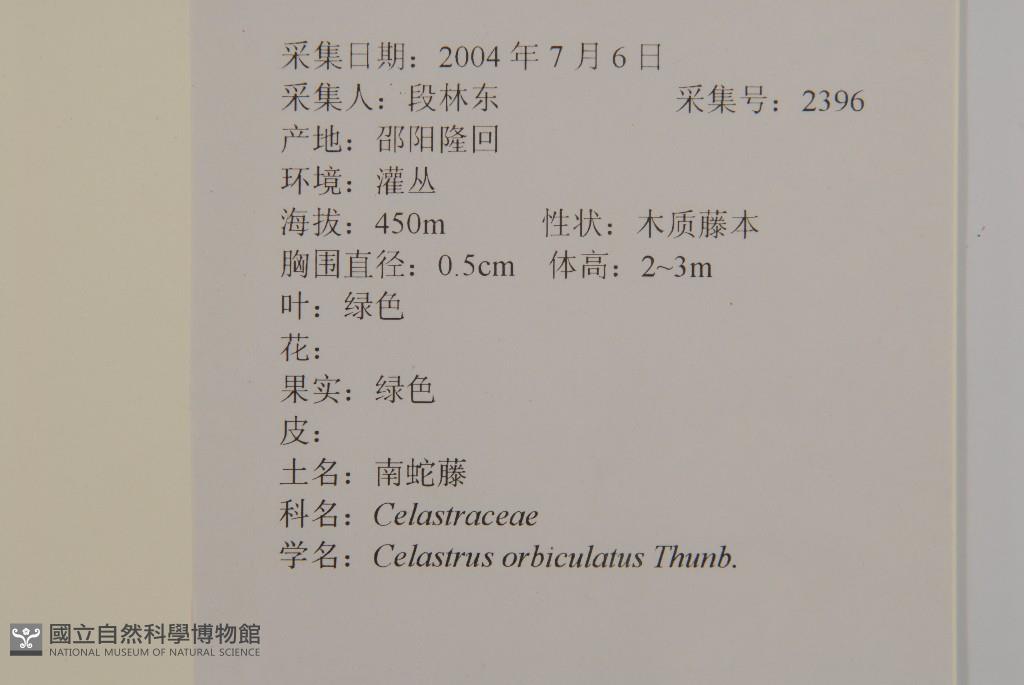 采集日期：2004 年 7 月 6 日
采集人：段林东 采集号：2396
产地：邵阳隆回
环境：灌丛
海拔：450m 性状：木质藤本
胸围直径：0.5cm 体高：2~3m
叶：绿色
花：
果实：绿色
皮：
土名：南蛇藤
科名：Celastraceae
学名：Celastrus orbiculatus Thunb.
國立自然科學博物館
NATIONAL MUSEUM OF NATURAL SCIENCE